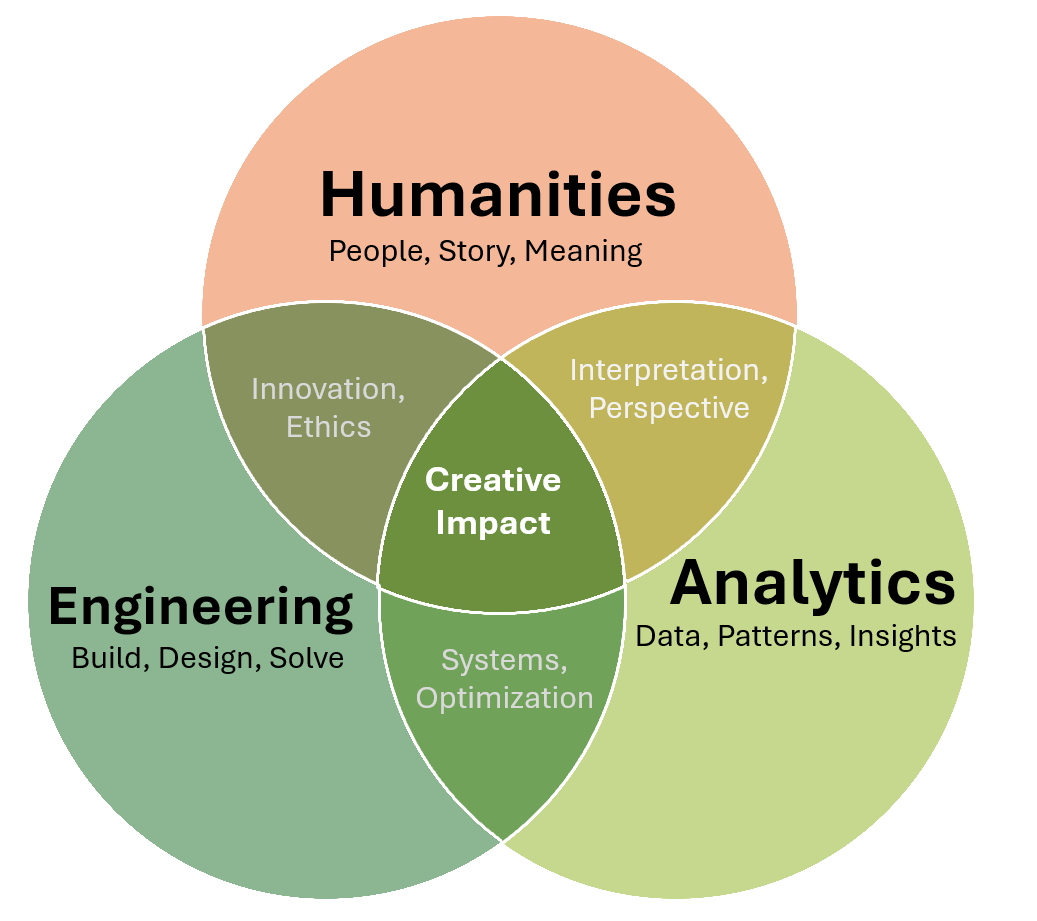 Humanities
People, Story, Meaning
Innovation,
Ethics
Interpretation,
Perspective
Creative
Impact
Engineering
Build, Design, Solve
Analytics
Data, Patterns, Insights
Systems,
Optimization